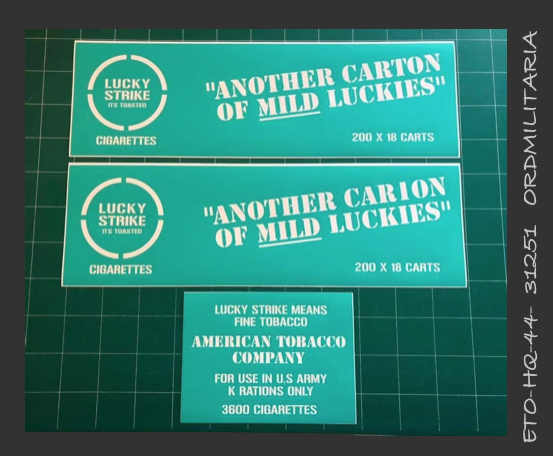 LUCKY
STRIKE
IT'S TOASTED
CIGARETTES
"ANOTHER CARTON
OF MILD LUCKIES"
200 X 18 CARTS
LUCKY
STRIKE
IT'S TOASTED
CIGARETTES
"ANOTHER CARTON
OF MILD LUCKIES"
200 X 18 CARTS
LUCKY STRIKE MEANS
FINE TOBACCO
AMERICAN TOBACCO
COMPANY
FOR USE IN U.S ARMY
K RATIONS ONLY
3600 CIGARETTES
ETO-HQ-44- 31251 ORDMILITARIA